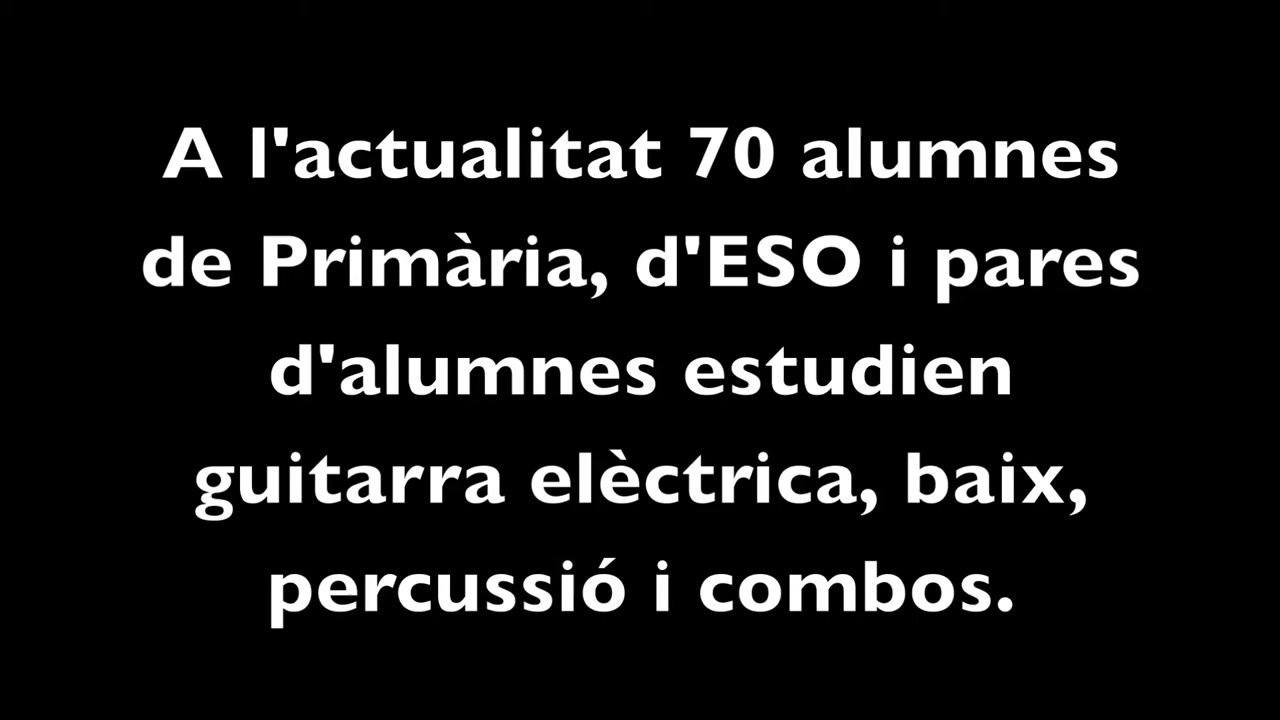 A l'actualitat 70 alumnes
de Primària, d'ESO i pares
d'alumnes estudien
guitarra elèctrica, baix,
percussió i combos.